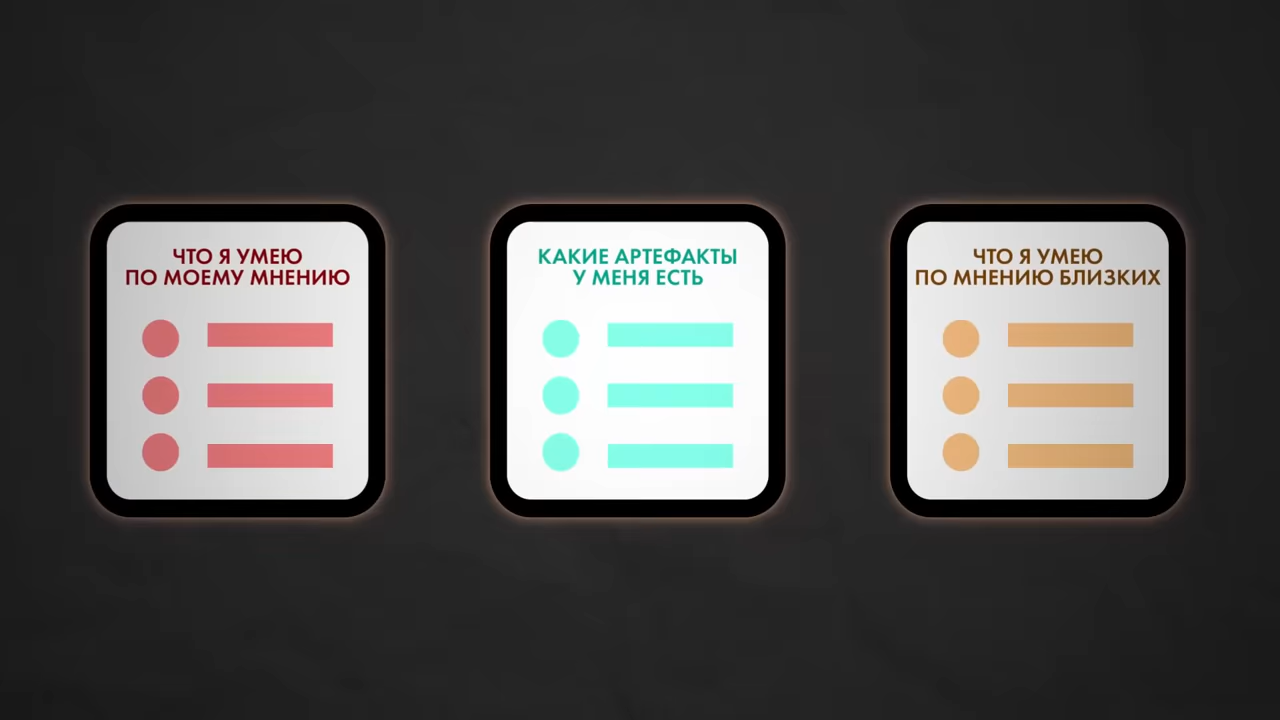 ЧТО Я УМЕЮ
ПО МОЕМУ МНЕНИЮ
КАКИЕ АРТЕФАКТЫ
У МЕНЯ ЕСТЬ
ЧТО Я УМЕЮ
ПО МНЕНИЮ БЛИЗКИХ